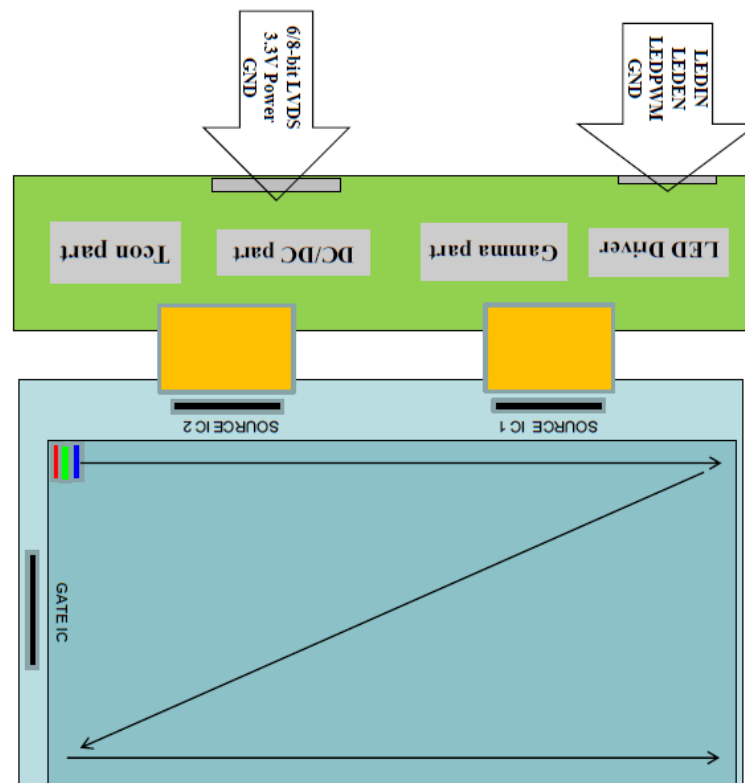 6/8-bit LVDS
3.3V Power
GND
LEDIN
LEDEN
LEDPWM
GND
Tcon part
DC/DC part
Gamma part
LED Driver
SOURCE IC 2
SOURCE IC 1
GATE IC